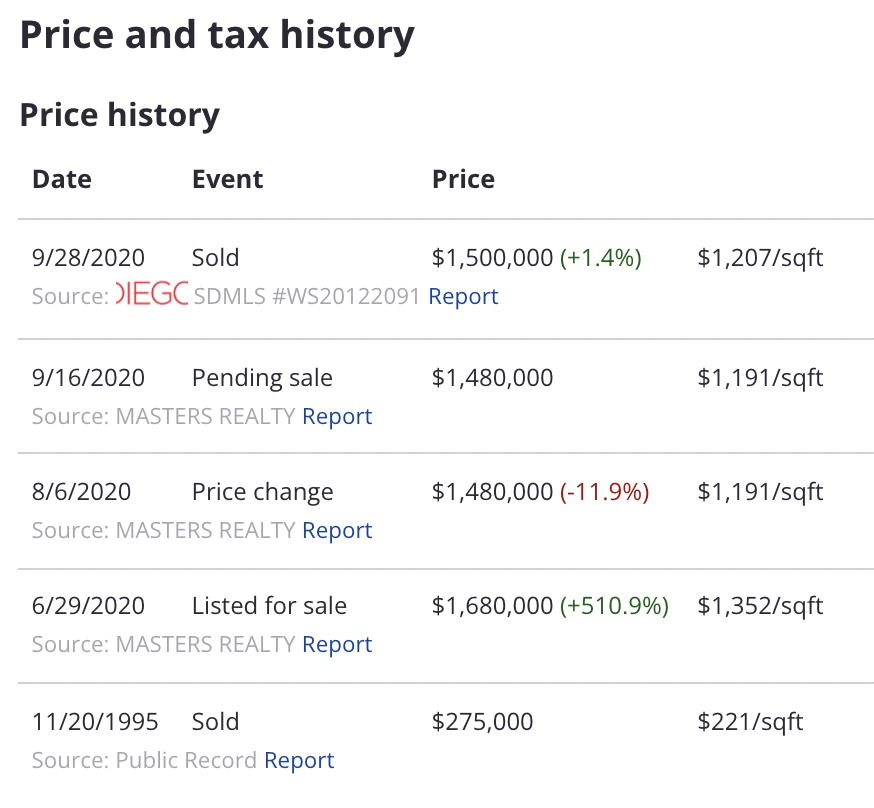 Price and tax history
Price history
Date Event Price
9/28/2020 Sold $1,500,000 (+1.4%) $1,207/sqft
Source: DIEGO SDMLS #WS20122091 Report
9/16/2020 Pending sale $1,480,000 $1,191/sqft
Source: MASTERS REALTY Report
8/6/2020 Price change $1,480,000 (-11.9%) $1,191/sqft
Source: MASTERS REALTY Report
6/29/2020 Listed for sale $1,680,000 (+510.9%) $1,352/sqft
Source: MASTERS REALTY Report
11/20/1995 Sold $275,000 $221/sqft
Source: Public Record Report